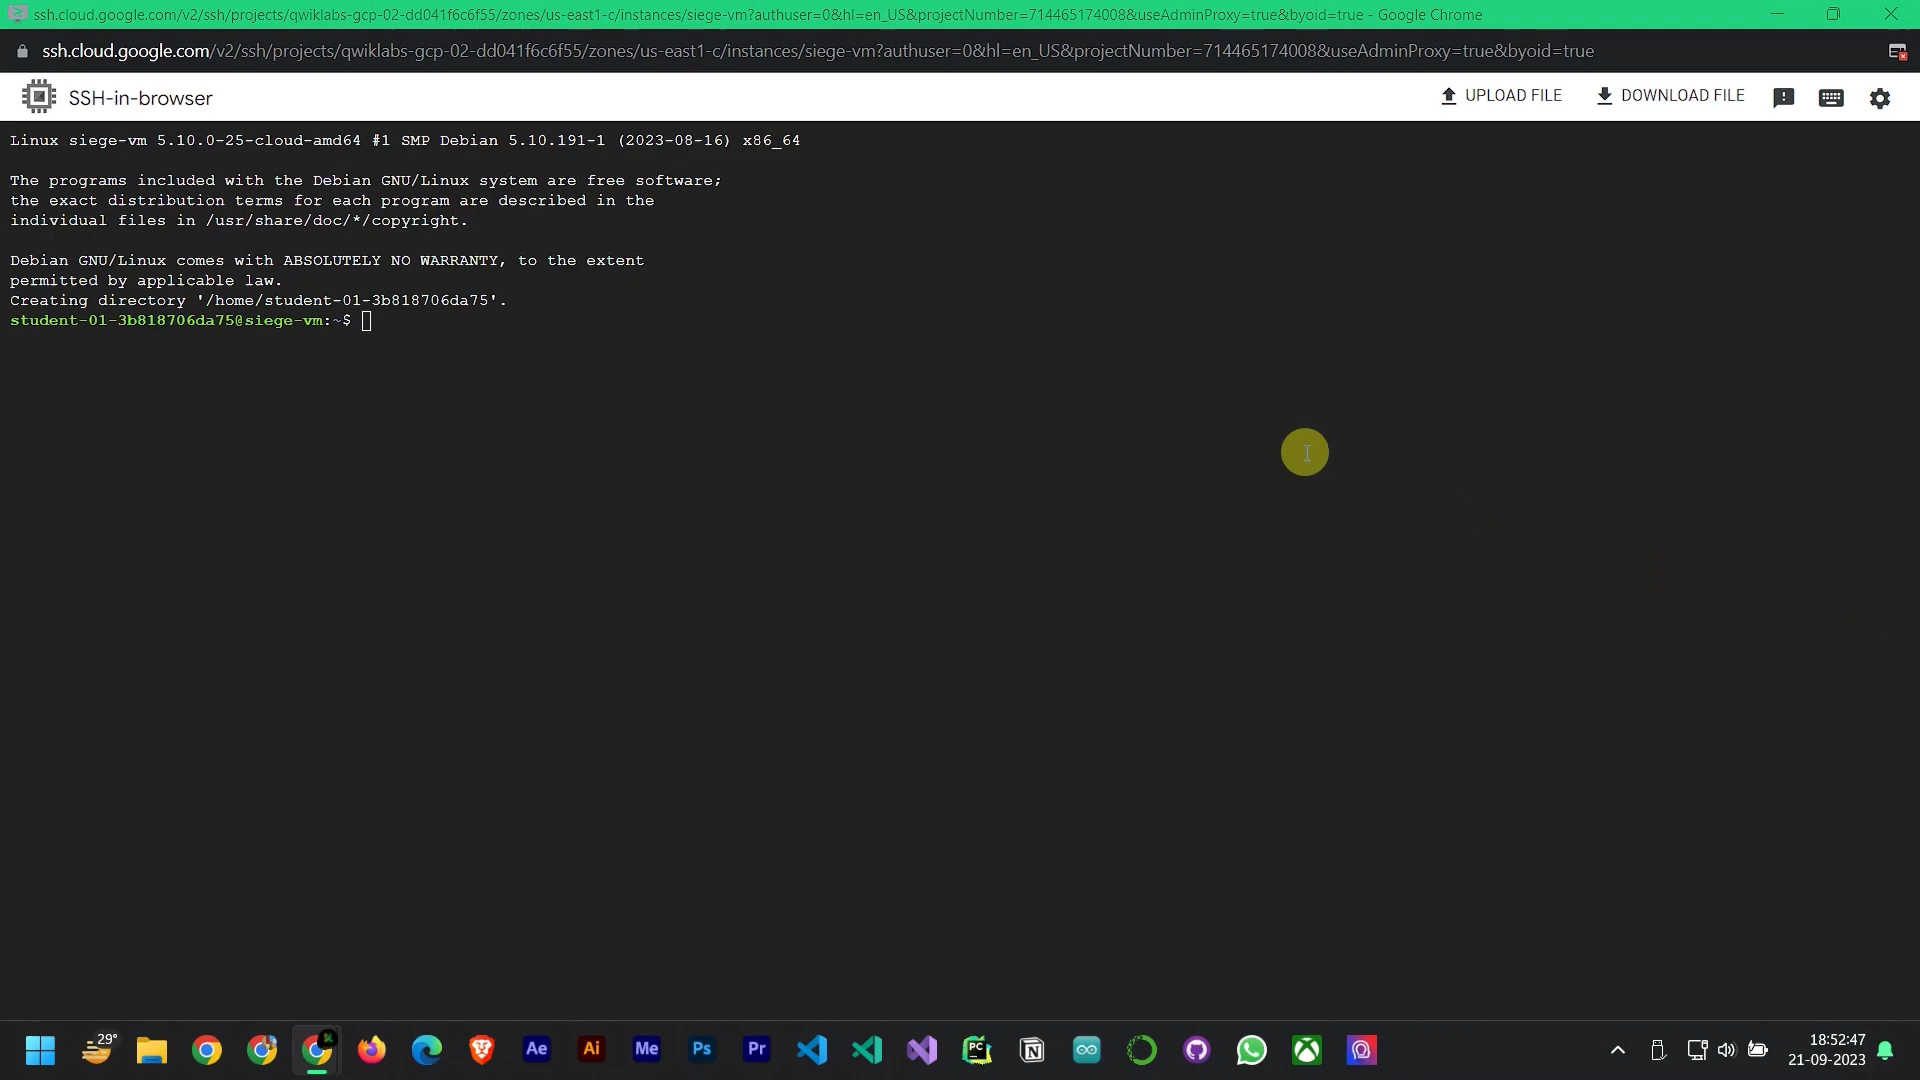 ssh.cloud.google.com/v2/ssh/projects/qwiklabs-gcp-02-dd041f6c6f55/zones/us-east1-c/instances/siege-vm?authuser=0&hl=en_US&projectNumber=714465174008&useAdminProxy=true&byoid=true - Google Chrome
ssh.cloud.google.com/v2/ssh/projects/qwiklabs-gcp-02-dd041f6c6f55/zones/us-east1-c/instances/siege-vm?authuser=0&hl=en_US&projectNumber=714465174008&useAdminProxy=true&byoid=true
SSH-in-browser
UPLOAD FILE
DOWNLOAD FILE
Linux siege-vm 5.10.0-25-cloud-amd64 #1 SMP Debian 5.10.191-1 (2023-08-16) x86_64
The programs included with the Debian GNU/Linux system are free software;
the exact distribution terms for each program are described in the
individual files in /usr/share/doc/*/copyright.
Debian GNU/Linux comes with ABSOLUTELY NO WARRANTY, to the extent
permitted by applicable law.
Creating directory '/home/student-01-3b818706da75'.
student-01-3b818706da75@siege-vm:~$
29°
Ae
Ai
Me
Ps
Pr
PC
N
18:52:47
21-09-2023